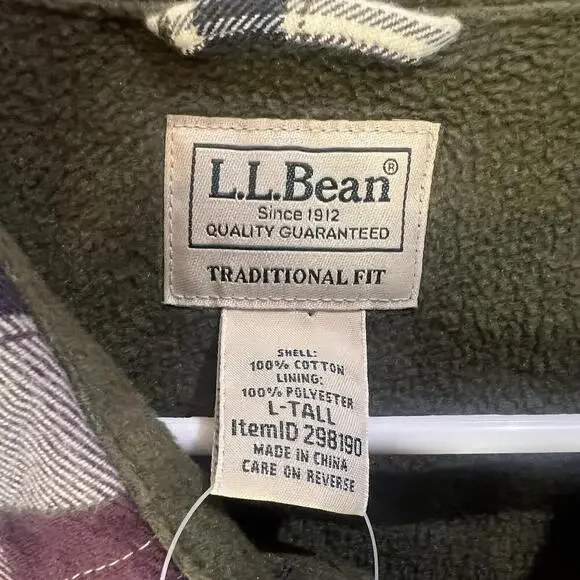 L.L.Bean®
Since 1912
QUALITY GUARANTEED
TRADITIONAL FIT
SHELL:
100% COTTON
LINING:
100% POLYESTER
L-TALL
ItemID 298190
MADE IN CHINA
CARE ON REVERSE